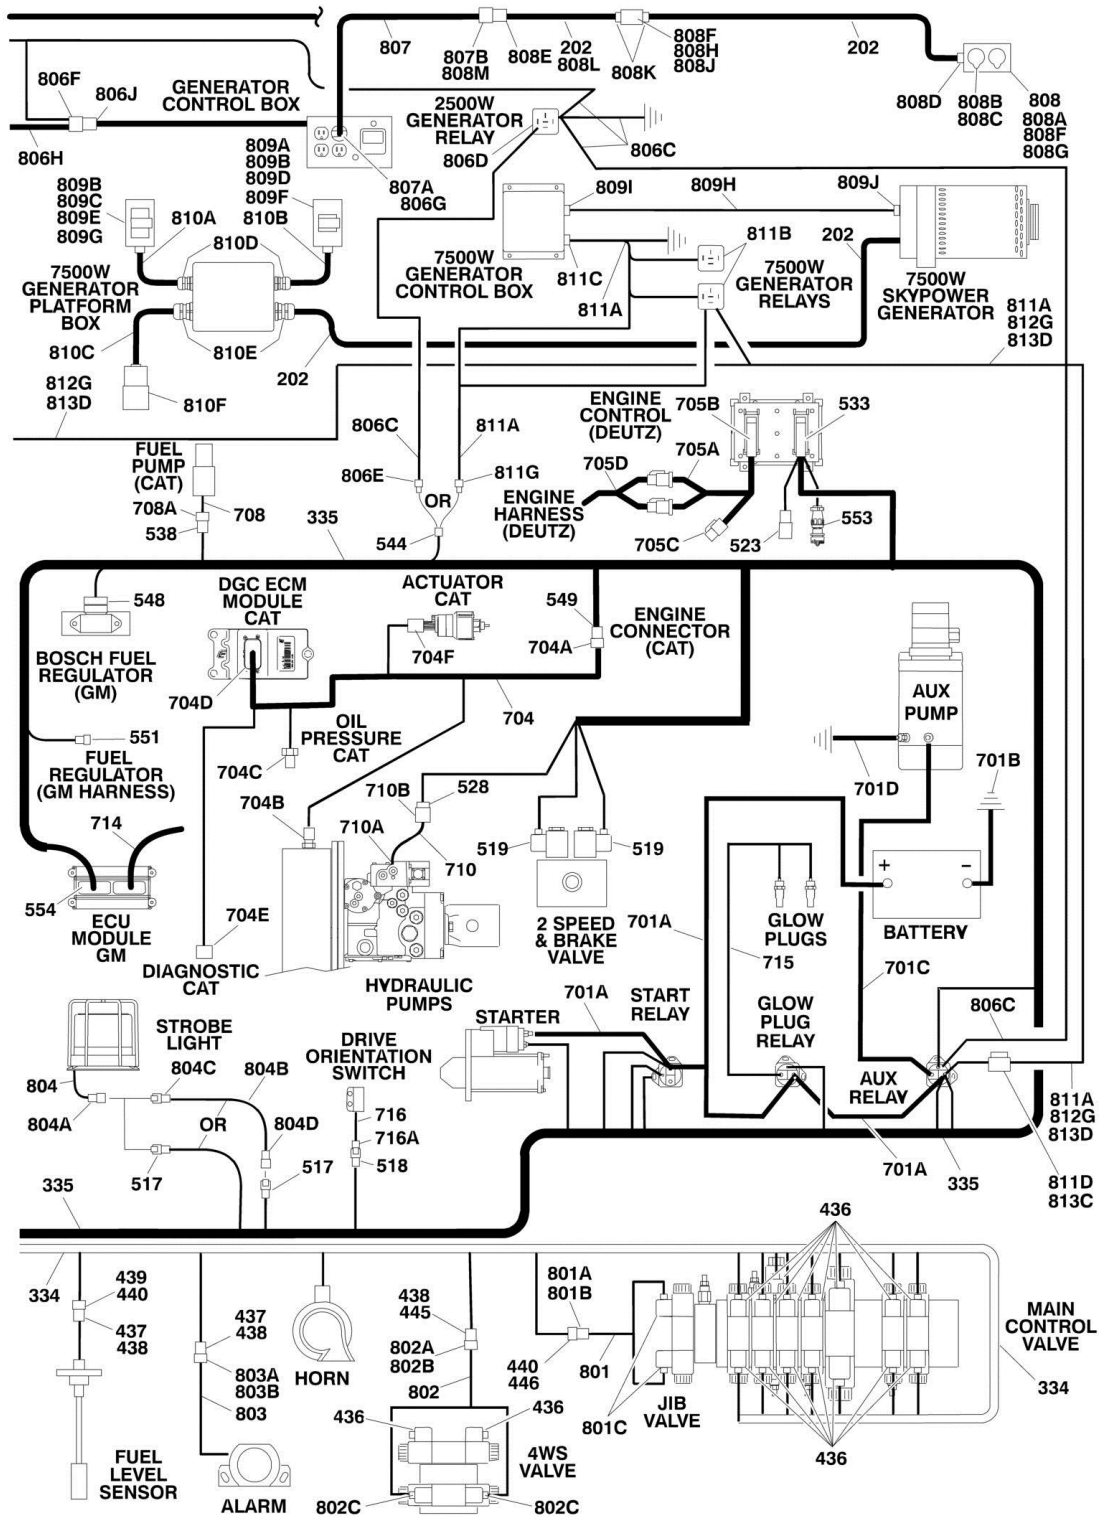 807
807B
808M
808E
202
808L
808K
808F
808H
808J
202
808D
808B
808C
808
808A
808F
808G
806F
806J
GENERATOR
CONTROL BOX
806H
2500W
GENERATOR
RELAY
806D
806C
807A
806G
809A
809B
809D
809F
810B
809B
809C
809E
809G
810A
810D
7500W
GENERATOR
PLATFORM
BOX
810C
810E
202
812G
813D
810F
809I
809H
809J
811B
202
7500W
GENERATOR
CONTROL BOX
811C
811A
7500W
GENERATOR
RELAYS
7500W
SKYPOWER
GENERATOR
811A
812G
813D
FUEL
PUMP
(CAT)
708A
538
708
806C
811A
806E
811G
OR
544
335
ENGINE
CONTROL
(DEUTZ)
705B
533
705A
705D
ENGINE
HARNESS
(DEUTZ)
705C
523
553
548
BOSCH FUEL
REGULATOR
(GM)
DGC ECM
MODULE
CAT
704D
ACTUATOR
CAT
704F
549
704A
ENGINE
CONNECTOR
(CAT)
704
551
FUEL
REGULATOR
(GM HARNESS)
OIL
PRESSURE
CAT
704C
AUX
PUMP
701D
701B
714
554
ECU
MODULE
GM
704B
710B
528
710A
710
519
519
2 SPEED
& BRAKE
VALVE
704E
DIAGNOSTIC
CAT
HYDRAULIC
PUMPS
701A
715
GLOW
PLUGS
+
-
BATTERY
701C
STROBE
LIGHT
804
804A
804C
804B
OR
804D
517
517
DRIVE
ORIENTATION
SWITCH
716
716A
518
STARTER
701A
START
RELAY
GLOW
PLUG
RELAY
806C
AUX
RELAY
701A
335
811A
812G
813D
811D
813C
335
334
439
440
437
438
FUEL
LEVEL
SENSOR
437
438
803A
803B
803
ALARM
HORN
438
445
802A
802B
802
436
436
4WS
VALVE
802C
802C
801A
801B
440
446
801
801C
JIB
VALVE
436
436
MAIN
CONTROL
VALVE
334